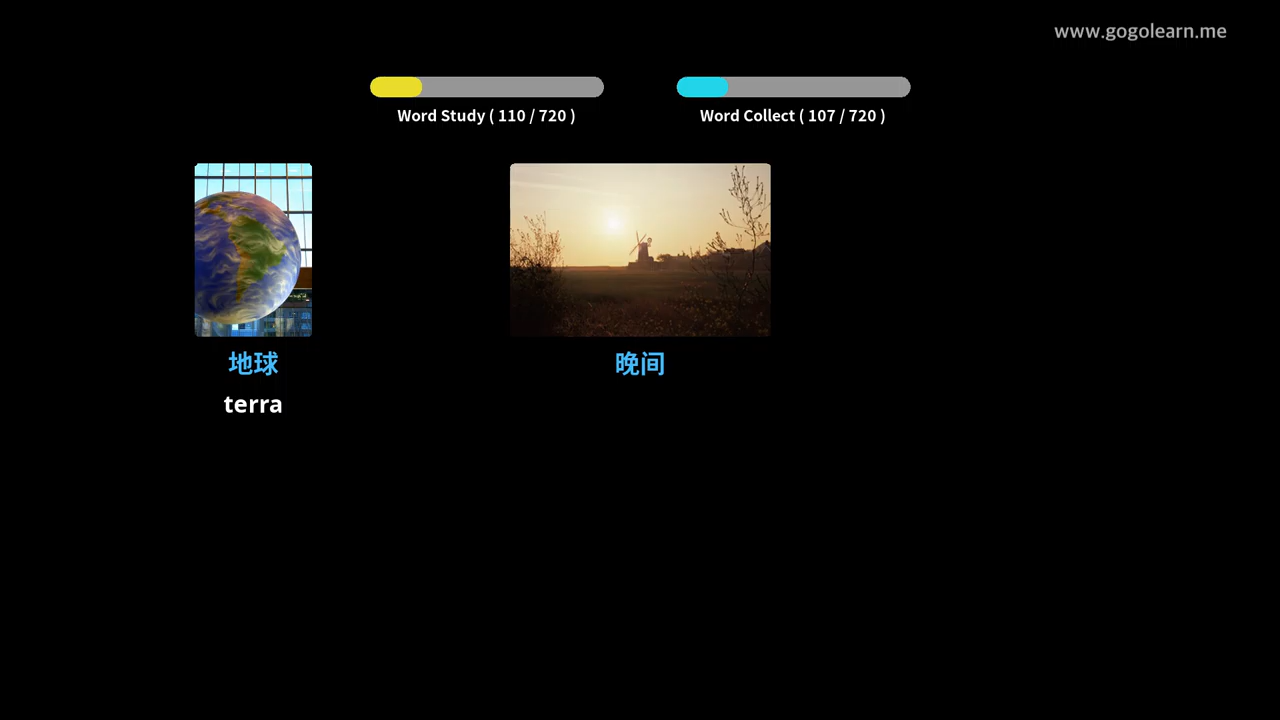 www.gogolearn.me
Word Study ( 110 / 720 )
Word Collect ( 107 / 720 )
地球
terra
晚间